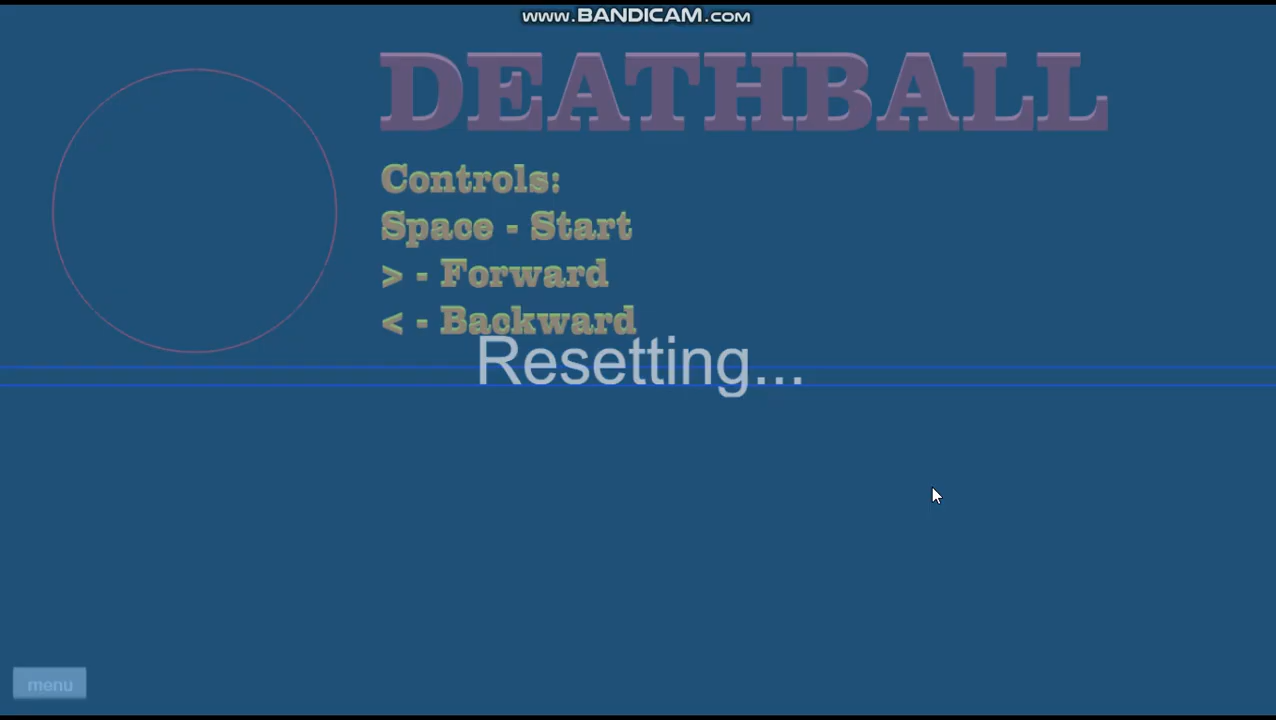 WWW.BANDICAM.COM
DEATHBALL
Controls:
Space - Start
> - Forward
< - Backward
Resetting...
menu